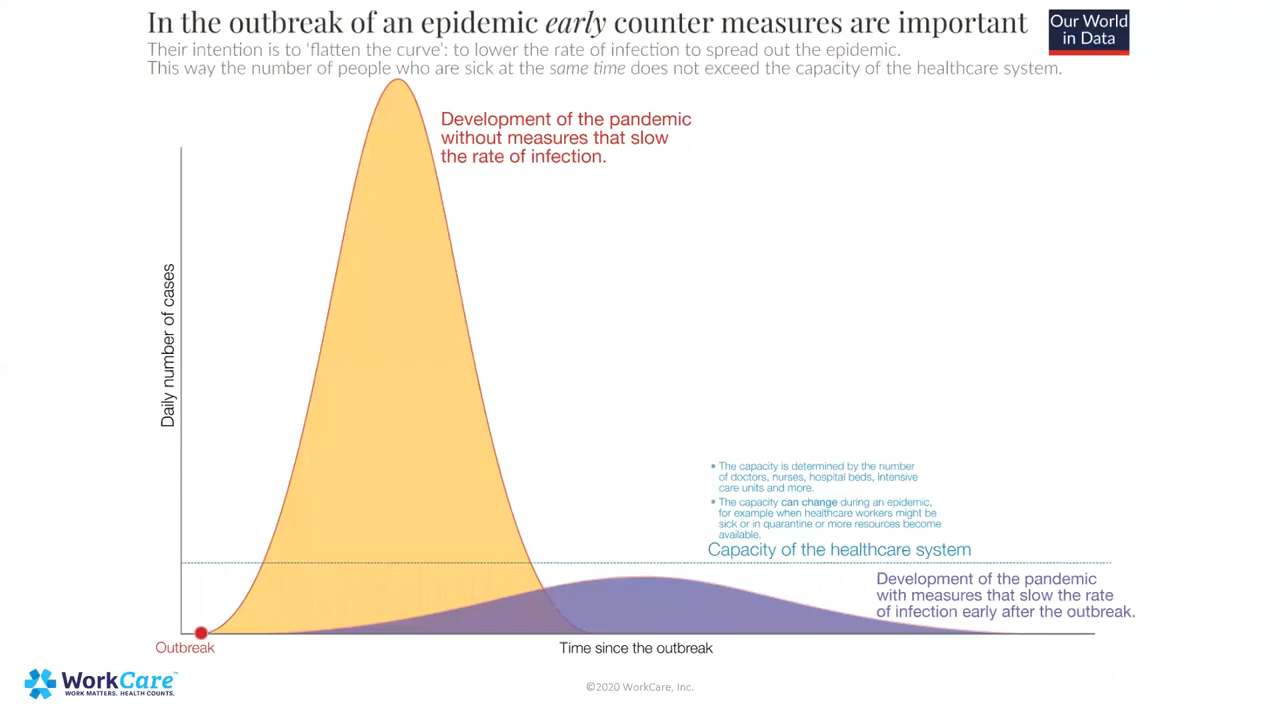 In the outbreak of an epidemic early counter measures are important
Their intention is to ‘flatten the curve’: to lower the rate of infection to spread out the epidemic.
This way the number of people who are sick at the same time does not exceed the capacity of the healthcare system.
Our World
in Data
Development of the pandemic
without measures that slow
the rate of infection.
Daily number of cases
• The capacity is determined by the number
of doctors, nurses, hospital beds, intensive
care units and more.
• The capacity can change during an epidemic,
for example when healthcare workers might be
sick or in quarantine or more resources become
available.
Capacity of the healthcare system
Development of the pandemic
with measures that slow the rate
of infection early after the outbreak.
Outbreak
Time since the outbreak
WorkCare™
WORK MATTERS. HEALTH COUNTS.
©2020 WorkCare, Inc.